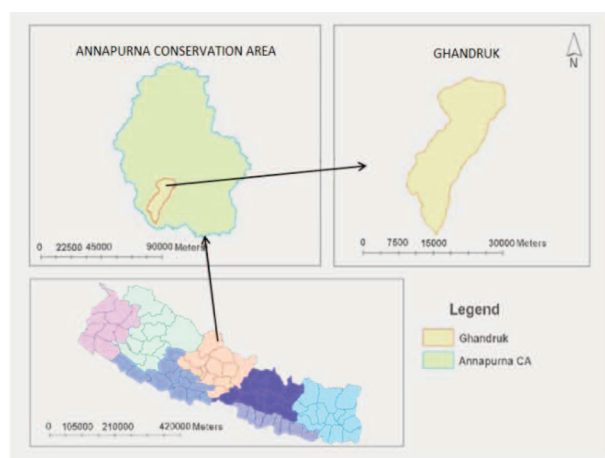 ANNAPURNA CONSERVATION AREA
0 22500 45000 90000 Meters
GHANDRUK
N
0 7500 15000 30000 Meters
0 105000 210000 420000 Meters
Legend
Ghandruk
Annapurna CA